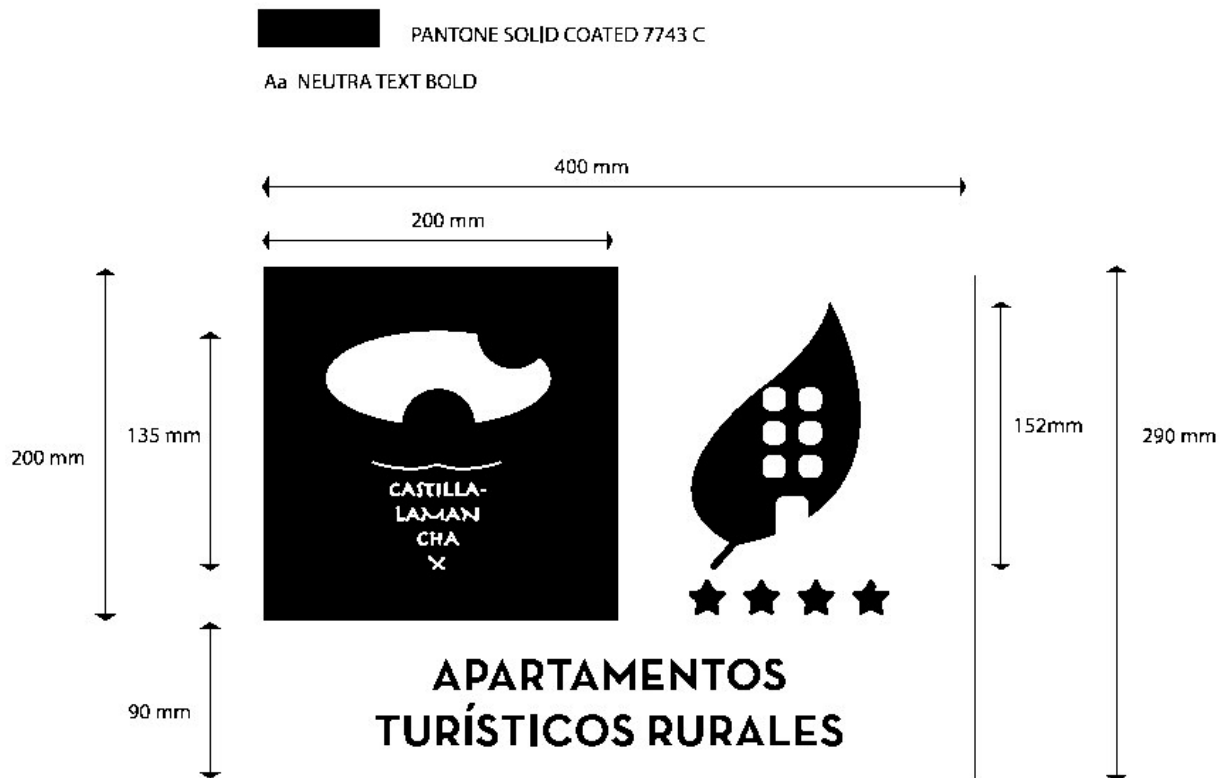 PANTONE SOLID COATED 7743 C
Aa NEUTRA TEXT BOLD
400 mm
200 mm
135 mm
200 mm
152mm
290 mm
CASTILLA-
LAMAN
CHA
X
90 mm
APARTAMENTOS
TURÍSTICOS RURALES